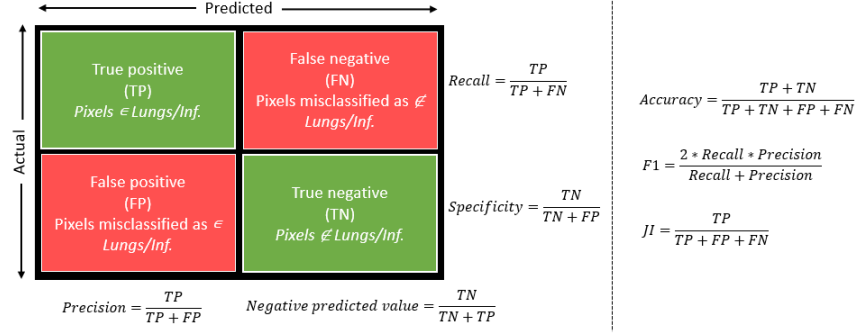 Predicted
Actual
True positive
(TP)
Pixels ∈ Lungs/Inf.
False negative
(FN)
Pixels misclassified as ∉
Lungs/Inf.
False positive
(FP)
Pixels misclassified as ∈
Lungs/Inf.
True negative
(TN)
Pixels ∉ Lungs/Inf.
Recall = TP / (TP + FN)
Specificity = TN / (TN + FP)
Precision = TP / (TP + FP)
Negative predicted value = TN / (TN + TP)
Accuracy = (TP + TN) / (TP + TN + FP + FN)
F1 = (2 * Recall * Precision) / (Recall + Precision)
JI = TP / (TP + FP + FN)